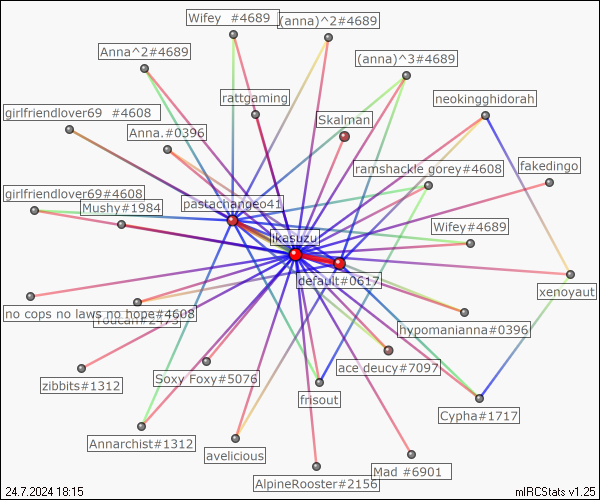 Wifey  #4689
(anna)^2#4689
Anna^2#4689
(anna)^3#4689
rattgaming
neokingghidorah
girlfriendlover69  #4608
Skalman
Anna.#0396
ramshackle gorey#4608
fakedingo
girlfriendlover69#4608
Mushy#1984
pastachangeo41
Wifey#4689
ikasuzu
default#0617
xenoyaut
no cops no laws no hope#4608
hypomanianna#0396
zibbits#1312
Soxy Foxy#5076
ace deucy#7097
frisout
Cypha#1717
Annarchist#1312
avelicious
AlpineRooster#2156
Mad #6901
24.7.2024 18:15
mIRCStats v1.25